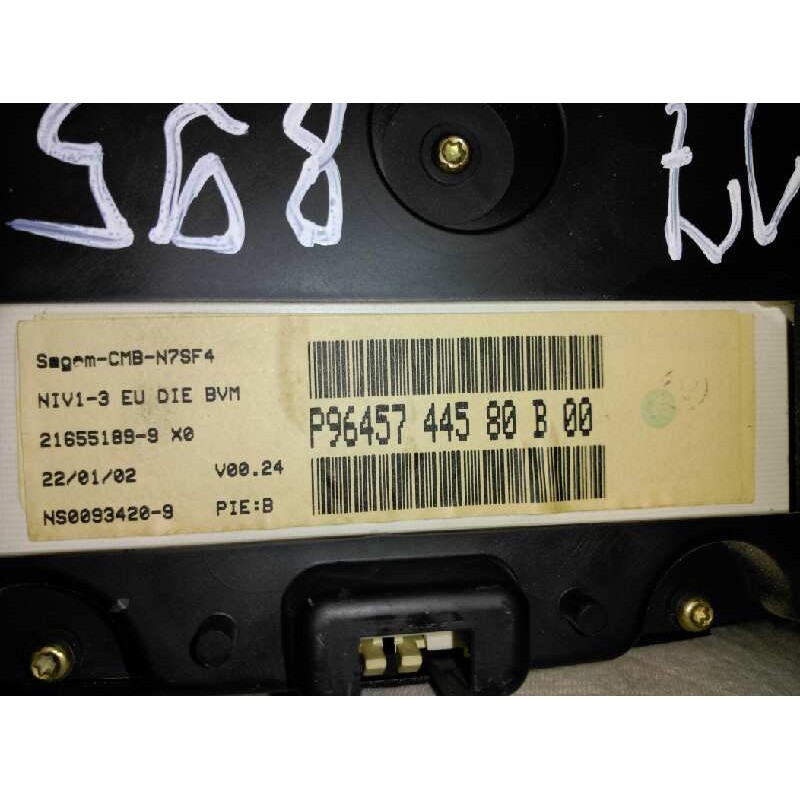 Sagem-CMB-N7SF4
NIV1-3 EU DIE BVM
21655189-9 X0
22/01/02 V00.24
NS0093420-9 PIE:B
P96457 445 80 B 00